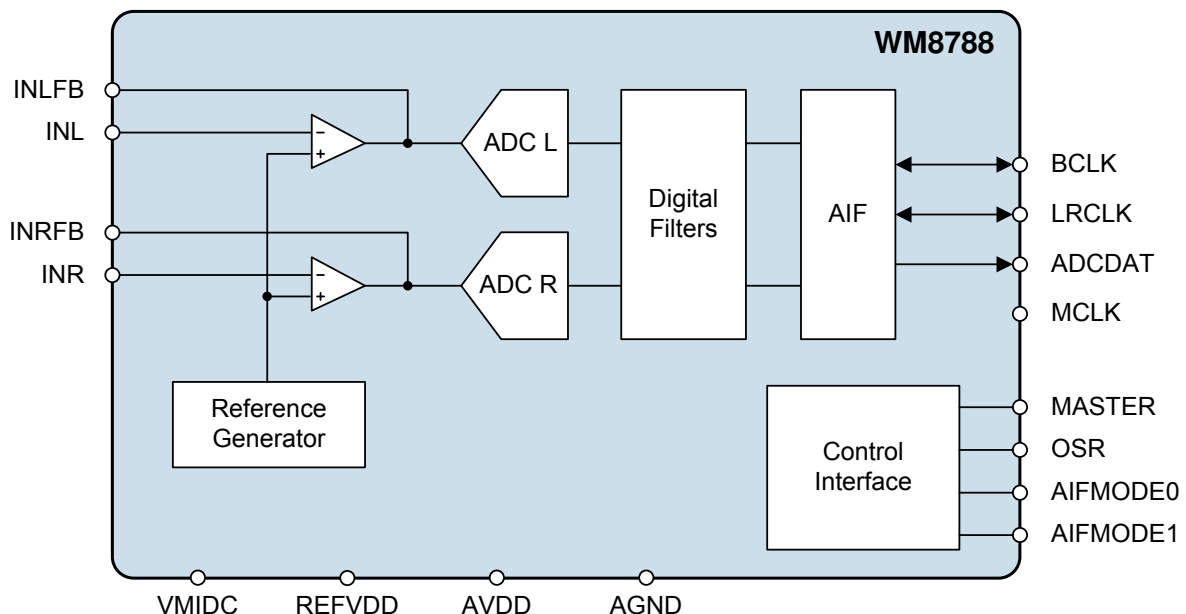 WM8788
INLFB
INL
-
+
ADC L
INRFB
INR
-
+
ADC R
Digital
Filters
AIF
BCLK
LRCLK
ADCDAT
MCLK
Reference
Generator
Control
Interface
MASTER
OSR
AIFMODE0
AIFMODE1
VMIDC REFVDD AVDD AGND